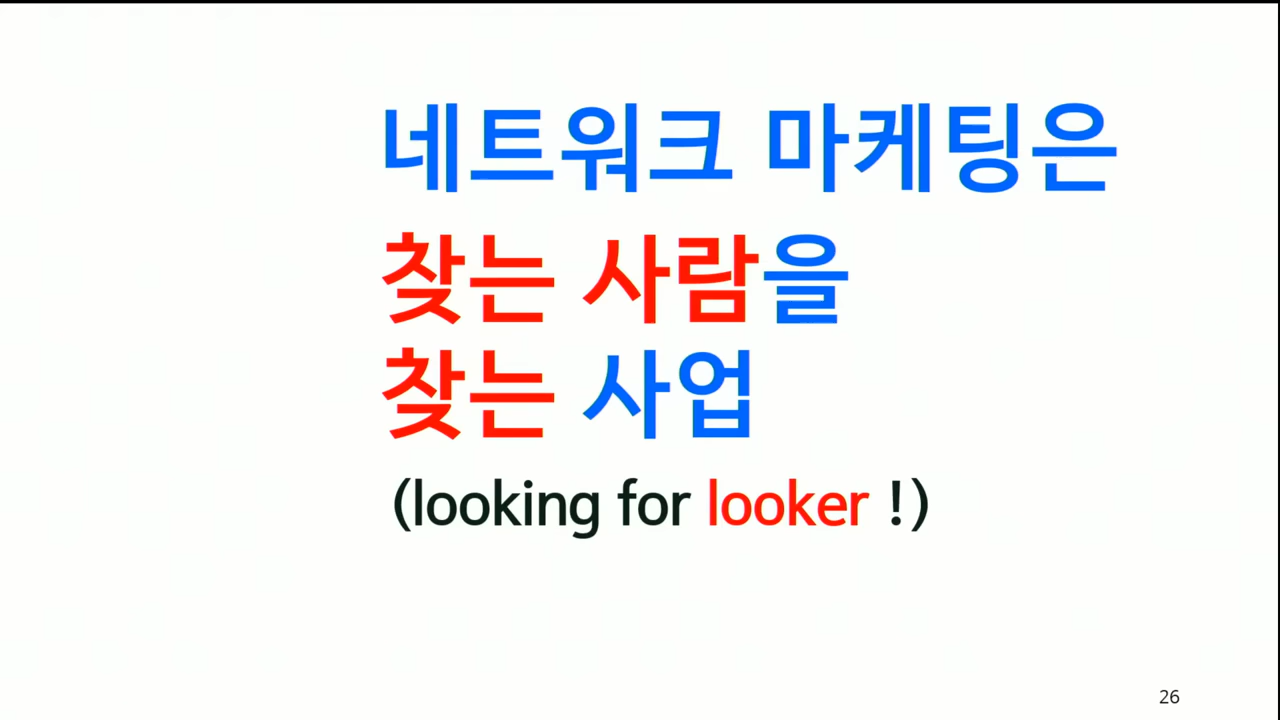 네트워크 마케팅은
찾는 사람을
찾는 사업
(looking for looker !)
26